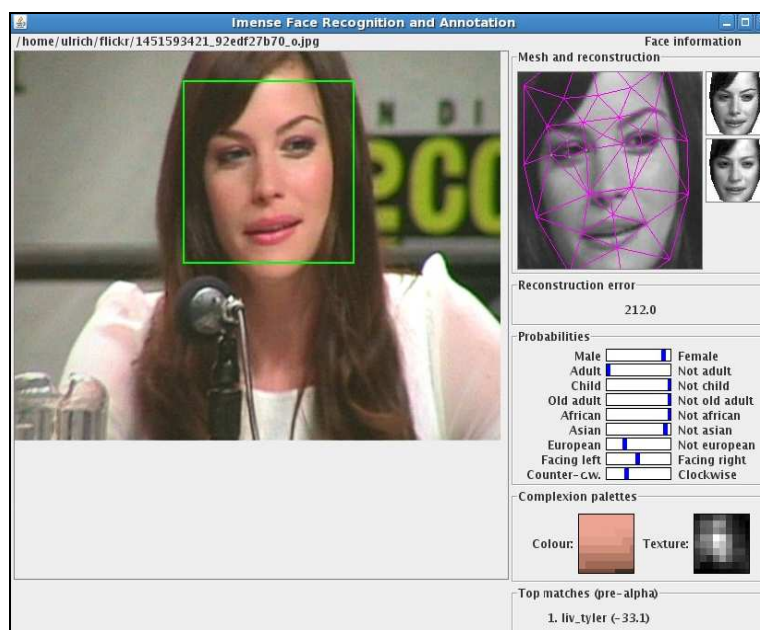 Imense Face Recognition and Annotation
/home/ulrich/flickr/1451593421_92edf27b70_o.jpg
Face information
Mesh and reconstruction
N DI
2CO
Reconstruction error
212.0
Probabilities
Male Female
Adult Not adult
Child Not child
Old adult Not old adult
African Not african
Asian Not asian
European Not european
Facing left Facing right
Counter-c.w. Clockwise
Complexion palettes
Colour: Texture:
Top matches (pre-alpha)
1. liv_tyler (-33.1)